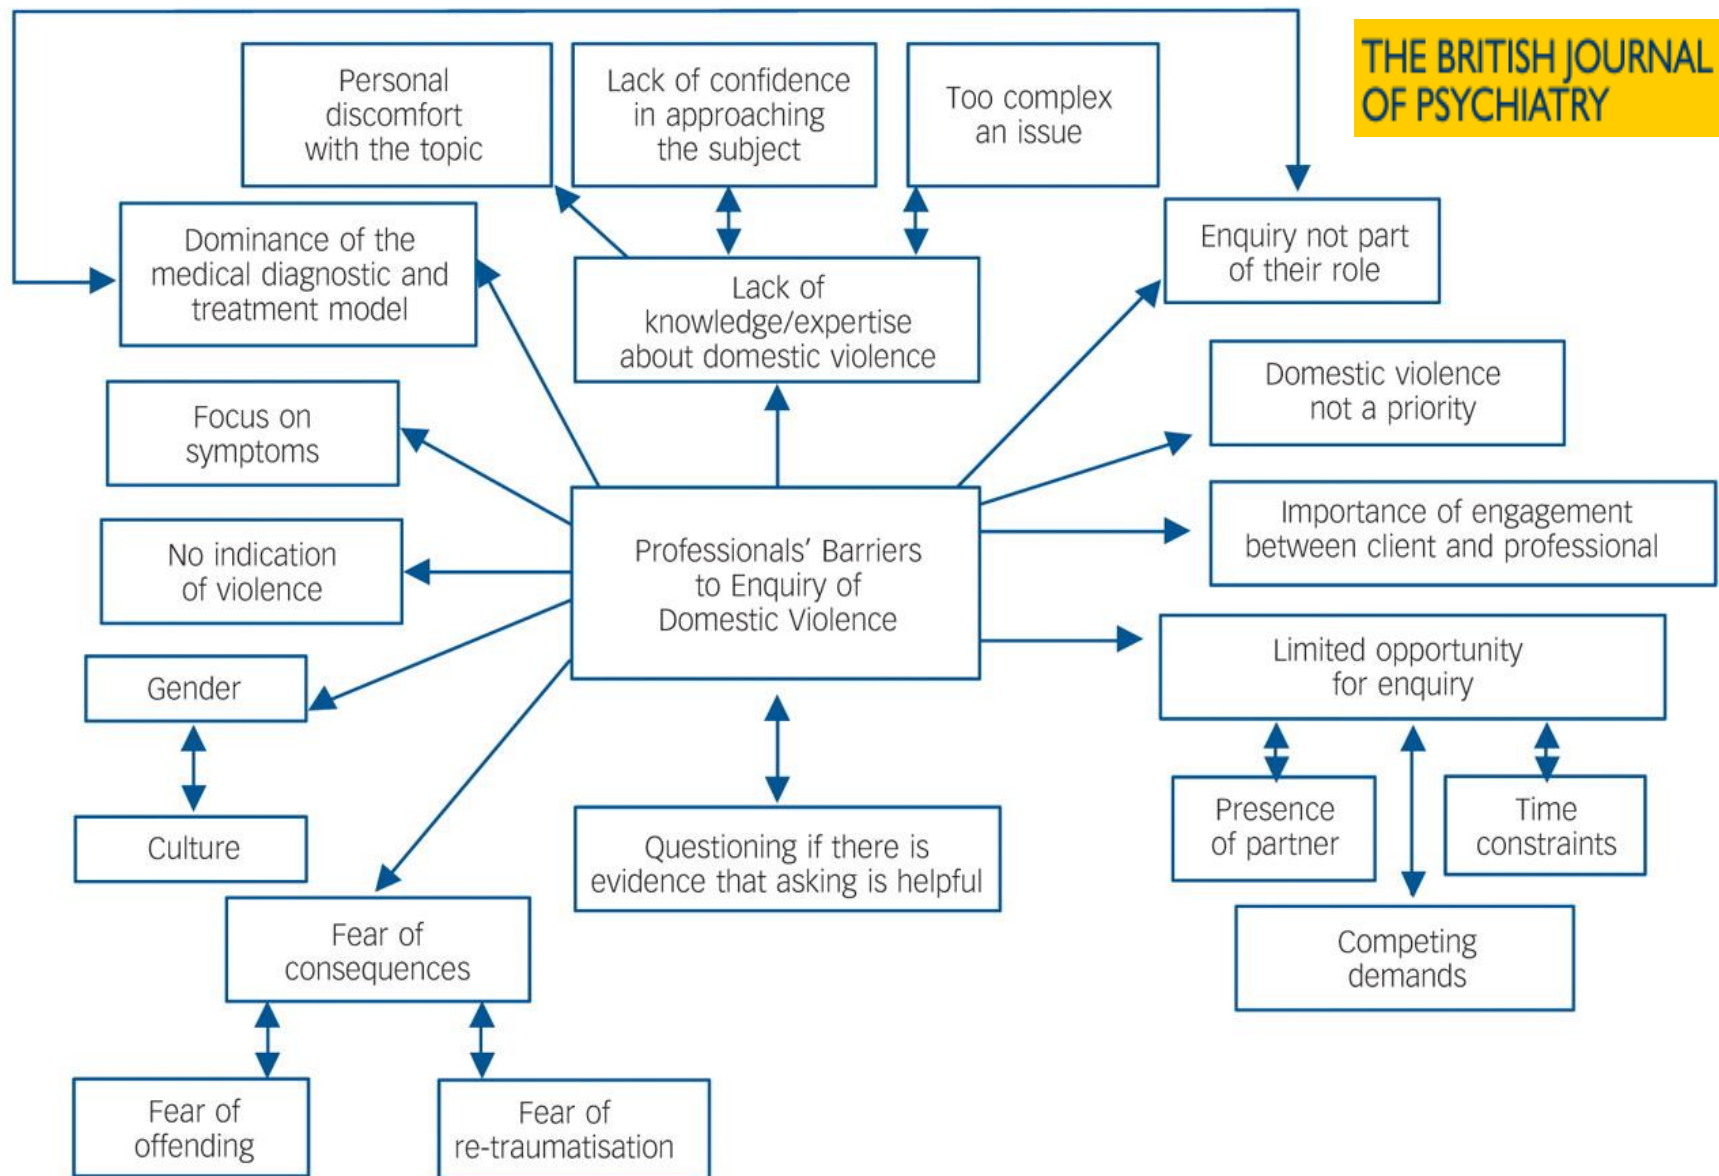 THE BRITISH JOURNAL
OF PSYCHIATRY
Personal
discomfort
with the topic
Lack of confidence
in approaching
the subject
Too complex
an issue
Dominance of the
medical diagnostic and
treatment model
Lack of
knowledge/expertise
about domestic violence
Enquiry not part
of their role
Focus on
symptoms
Domestic violence
not a priority
No indication
of violence
Professionals’ Barriers
to Enquiry of
Domestic Violence
Importance of engagement
between client and professional
Gender
Limited opportunity
for enquiry
Culture
Questioning if there is
evidence that asking is helpful
Presence
of partner
Time
constraints
Fear of
consequences
Competing
demands
Fear of
offending
Fear of
re-traumatisation